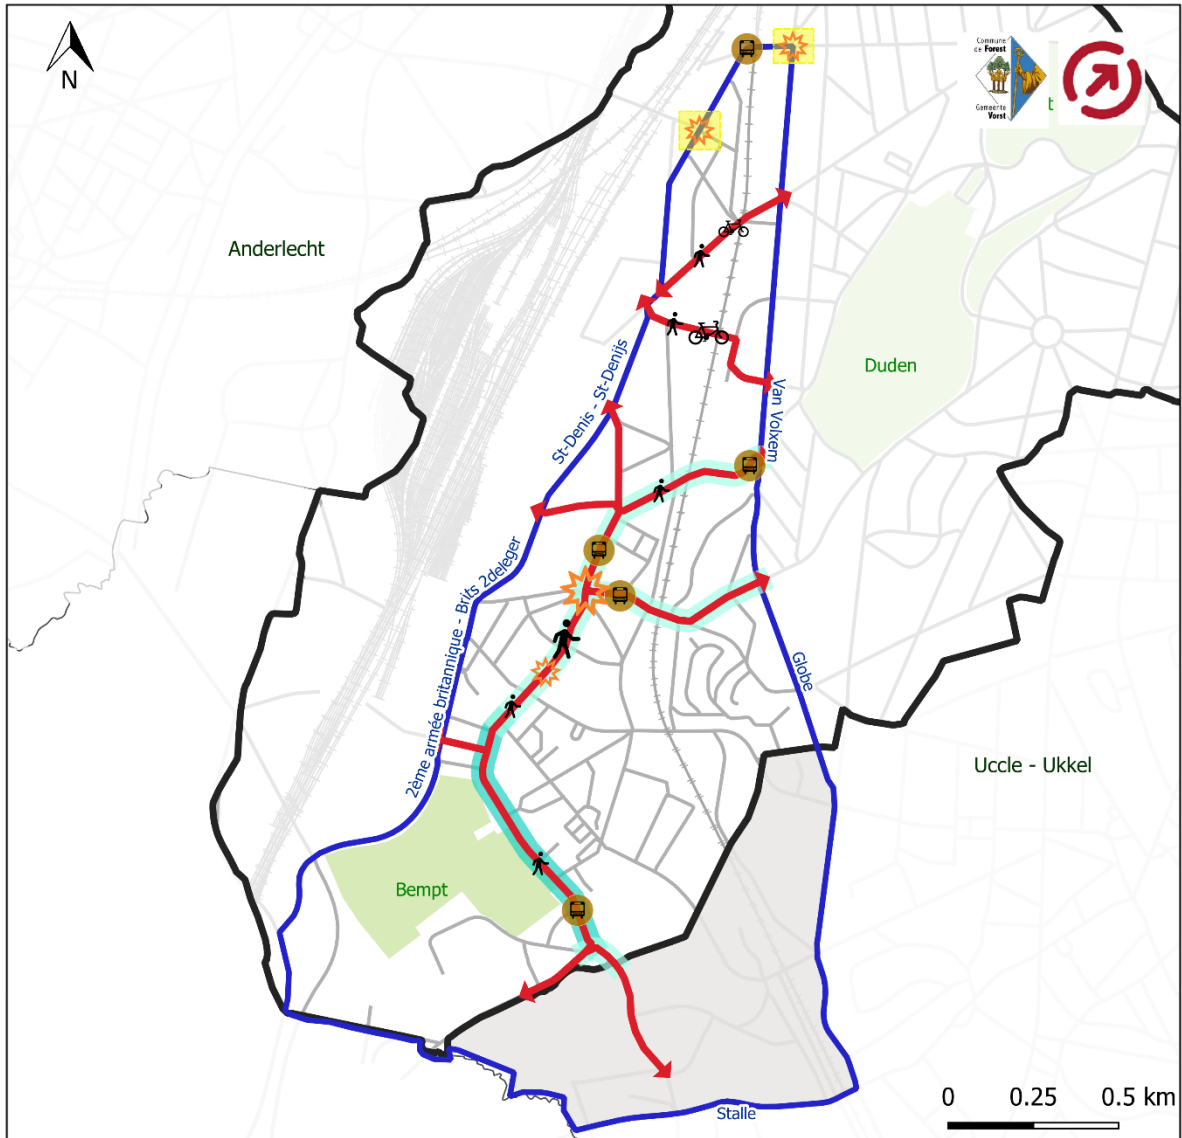 Commune
de Forest
Gemeente
Vorst
t
N
Anderlecht
Duden
St-Denis - St-Denijs
Van Volxem
2ème armée britannique - Brits 2deleger
Globe
Uccle - Ukkel
Bempt
Stalle
0 0.25 0.5 km